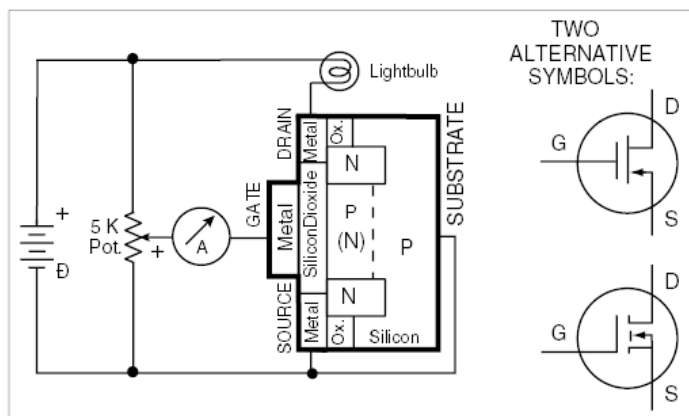 TWO
ALTERNATIVE
SYMBOLS:
Lightbulb
DRAIN
Metal
Ox.
SUBSTRATE
N
GATE
Metal
SiliconDioxide
P
(N)
P
+
5 K
Pot.
+
A
Đ
SOURCE
Metal
N
Ox.
Silicon
D
G
S
D
G
S